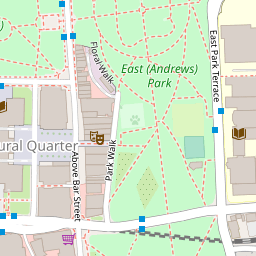 Floral Walk
East Park Terrace
East (Andrews)
Park
ural Quarter
Above Bar Street
Park Walk